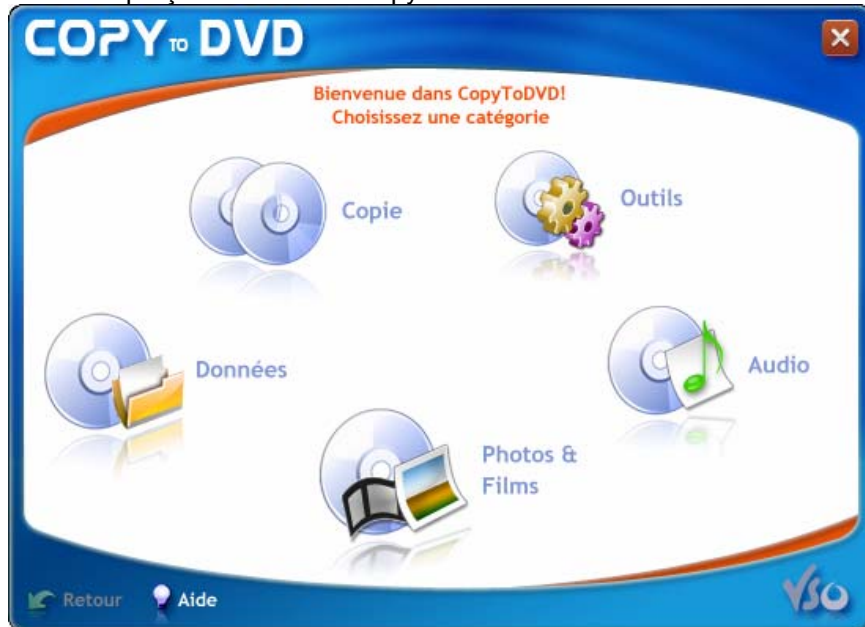 COPY TO DVD
Bienvenue dans CopyToDVD!
Choisissez une catégorie
Copie
Outils
Données
Audio
Photos &
Films
Retour
Aide
VSO